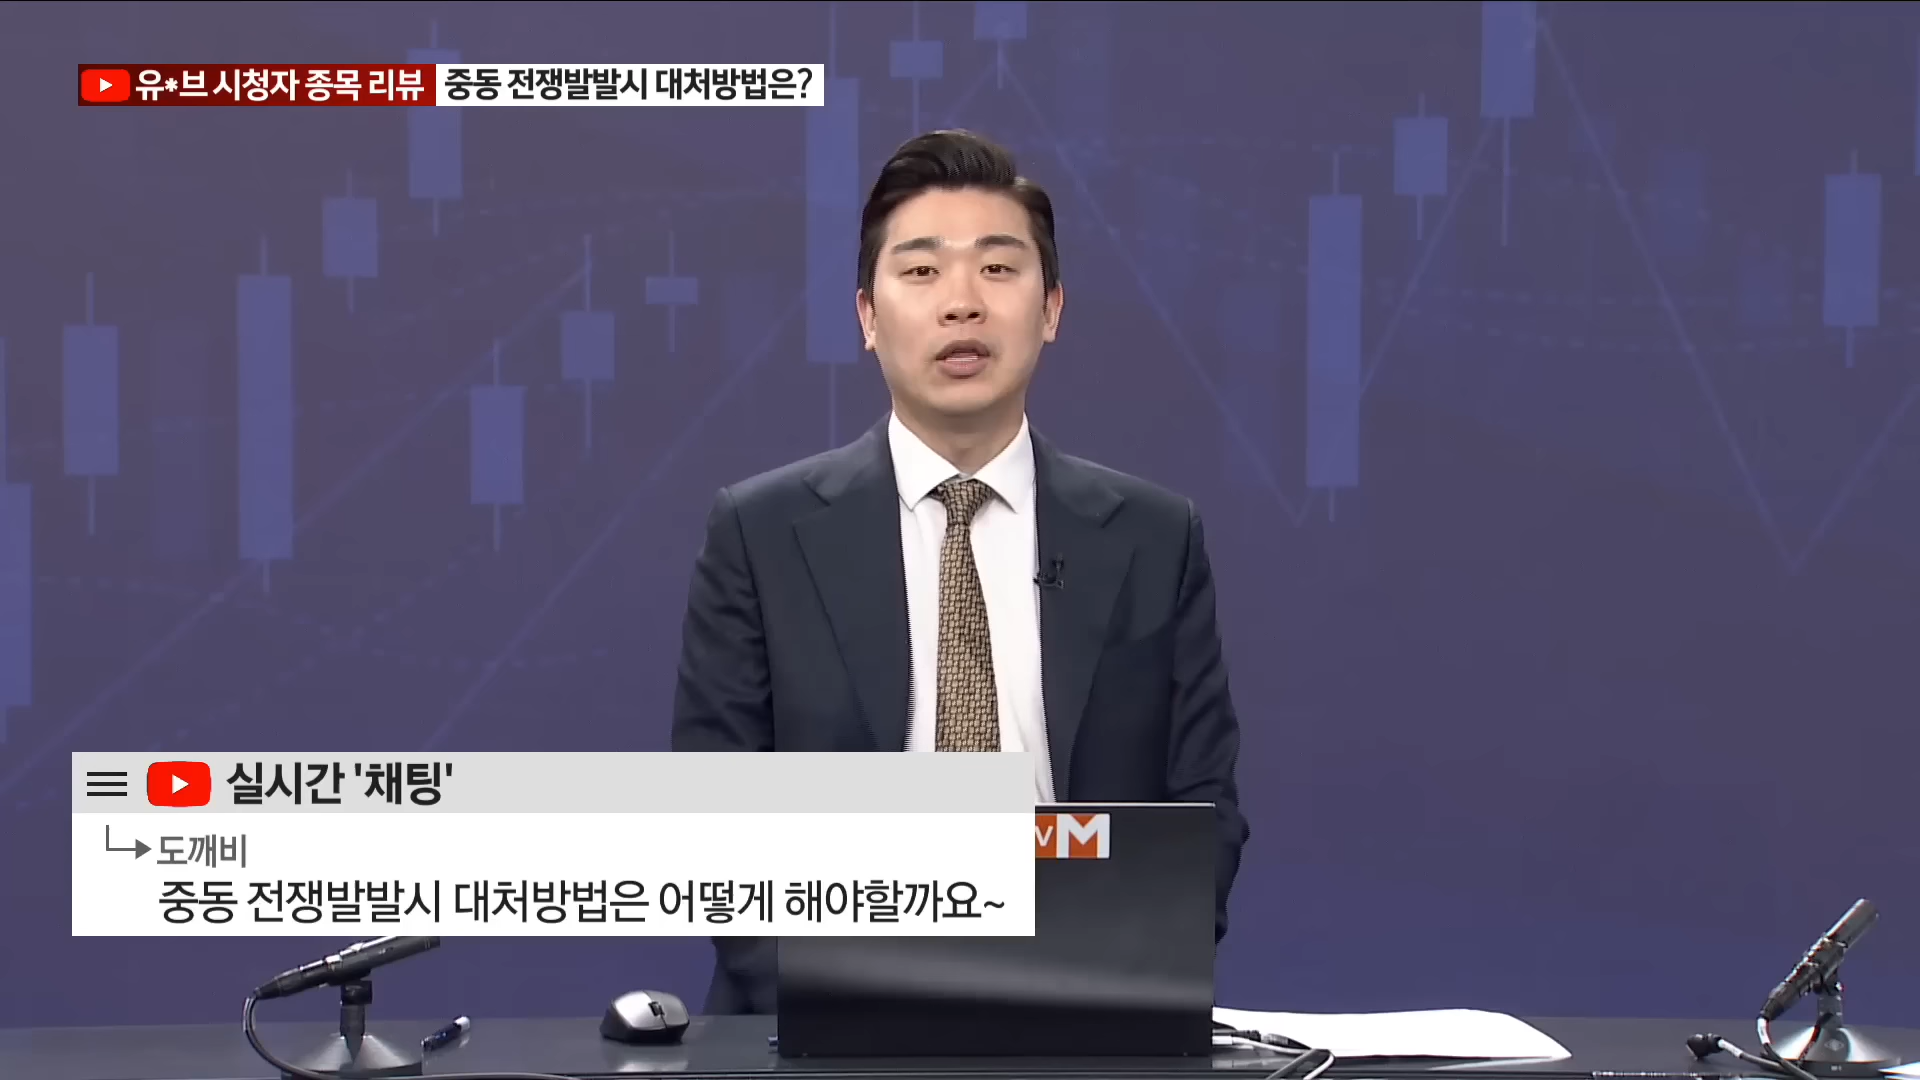 유*브 시청자 종목 리뷰 중동 전쟁발발시 대처방법은?
실시간 '채팅'
도깨비
중동 전쟁발발시 대처방법은 어떻게 해야할까요~
vM